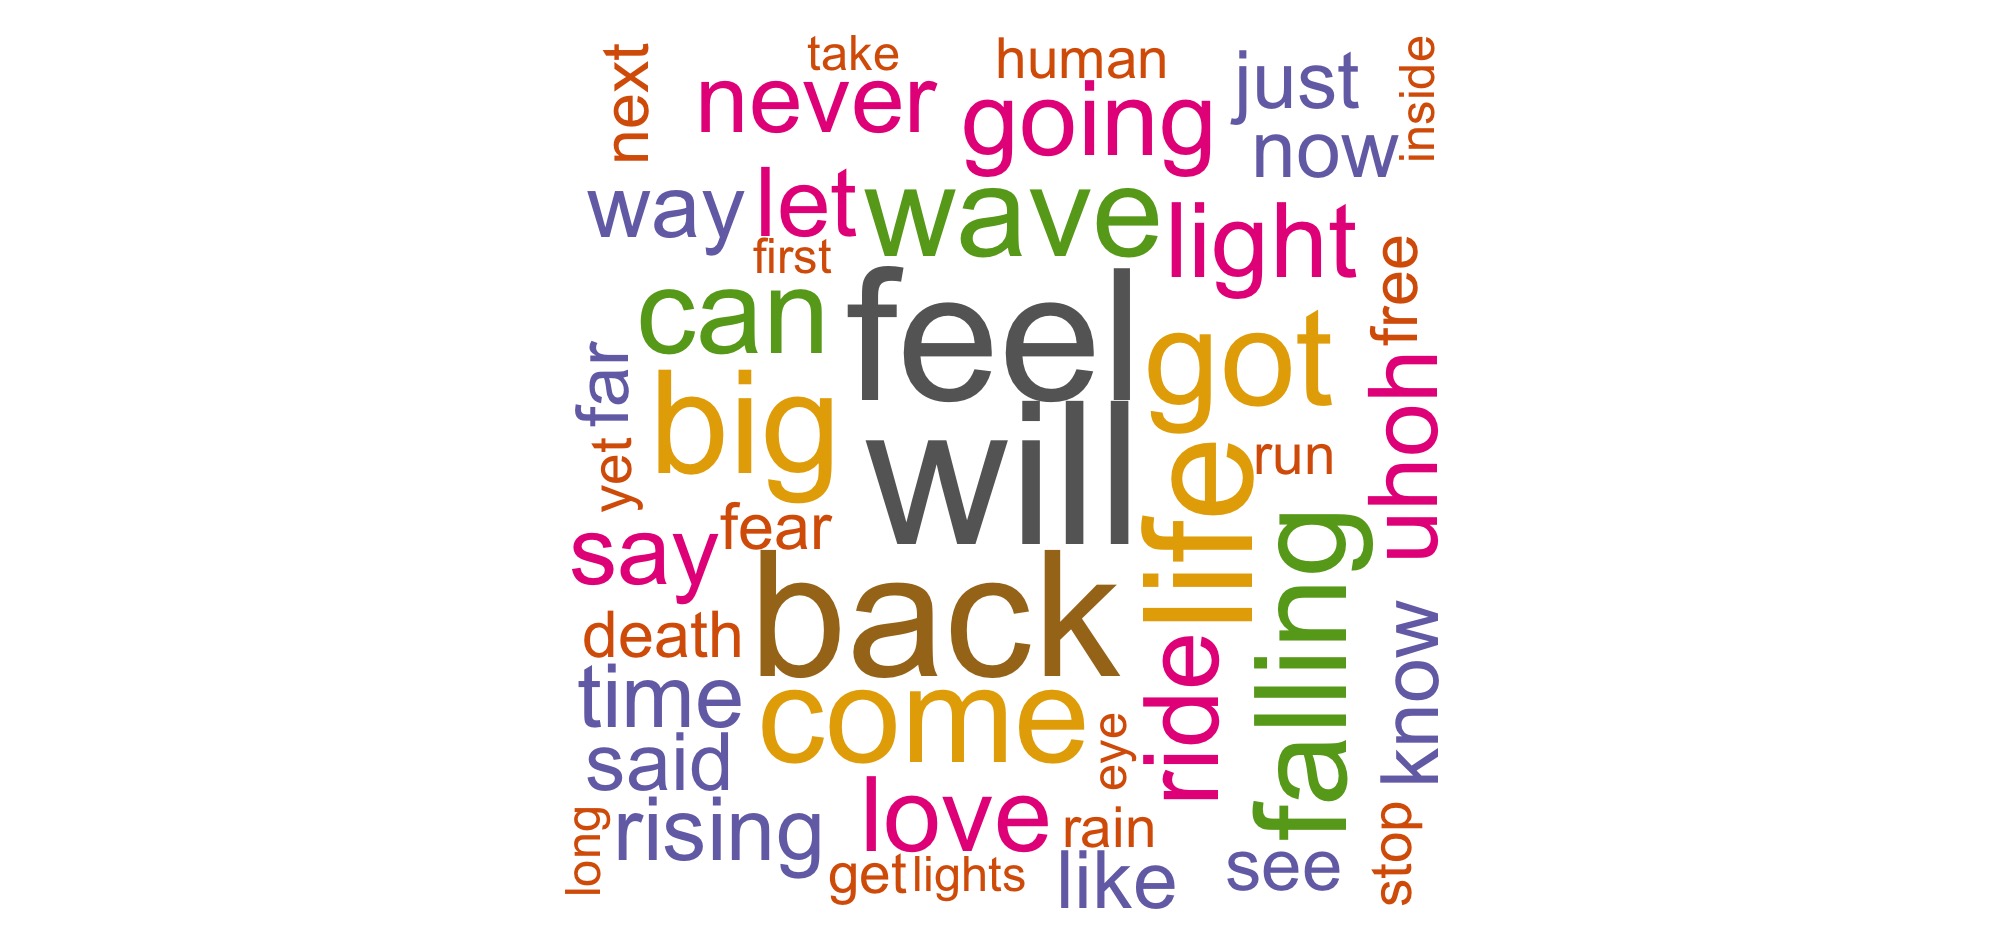 take
human
next
never
going
just
inside
now
way
let
wave
light
first
free
can
feel
got
far
big
uhoh
will
life
run
yet
say
fear
falling
back
death
ride
know
time
come
said
eye
long
rising
love
rain
stop
get
lights
like
see